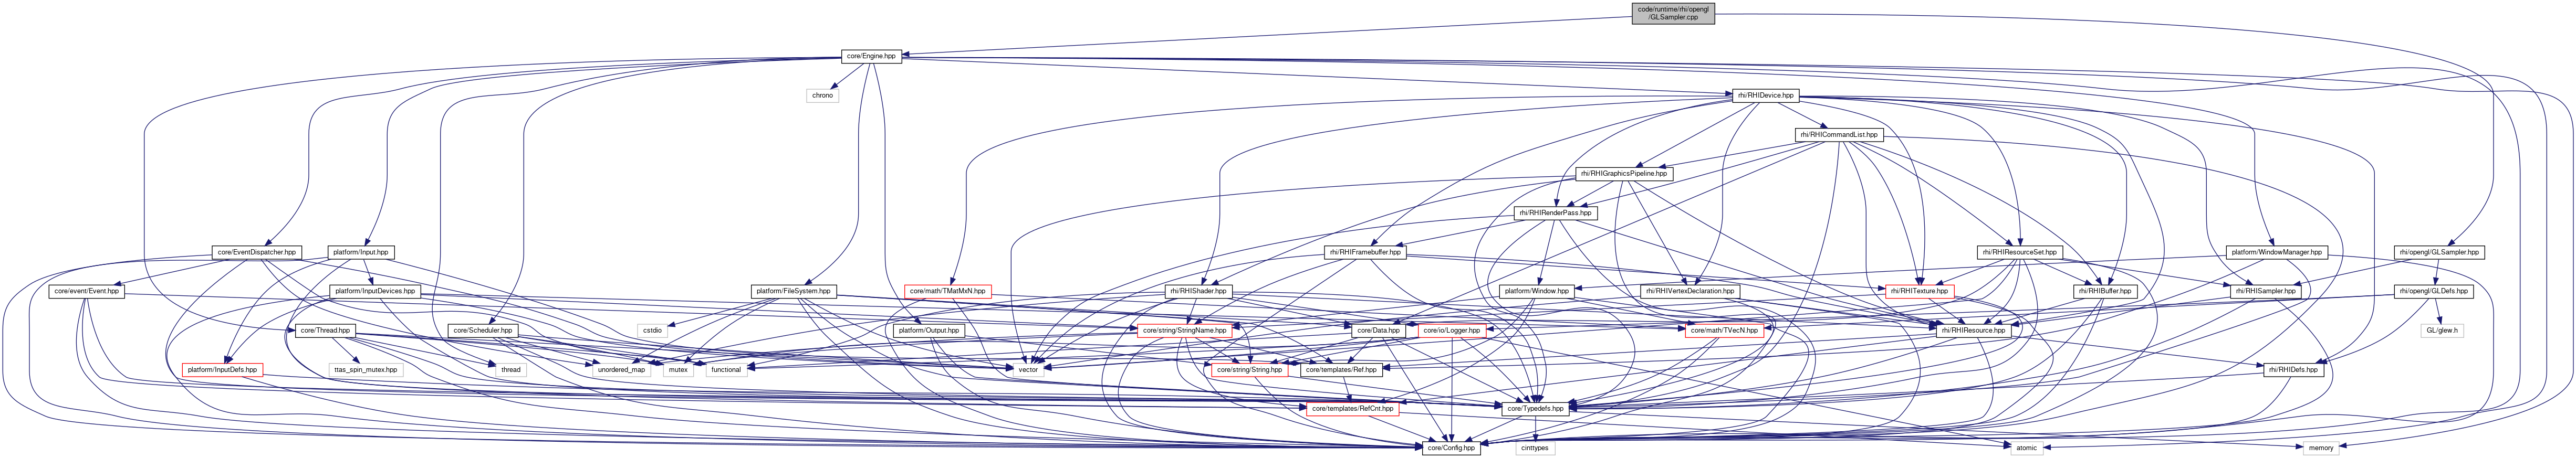 code/runtime/rhi/opengl
/GLSampler.cpp
core/Engine.hpp
chrono
rhi/RHIDevice.hpp
rhi/RHICommandList.hpp
rhi/RHIGraphicsPipeline.hpp
rhi/RHIRenderPass.hpp
core/EventDispatcher.hpp
platform/Input.hpp
rhi/RHIFramebuffer.hpp
rhi/RHIResourceSet.hpp
platform/WindowManager.hpp
rhi/opengl/GLSampler.hpp
core/event/Event.hpp
platform/InputDevices.hpp
platform/FileSystem.hpp
core/math/TMatMxN.hpp
rhi/RHIShader.hpp
platform/Window.hpp
rhi/RHIVertexDeclaration.hpp
rhi/RHITexture.hpp
rhi/RHIBuffer.hpp
rhi/RHISampler.hpp
rhi/opengl/GLDefs.hpp
core/Thread.hpp
core/Scheduler.hpp
cstdio
platform/Output.hpp
core/string/StringName.hpp
core/Data.hpp
core/io/Logger.hpp
core/math/TVecN.hpp
rhi/RHIResource.hpp
GL/glew.h
platform/InputDefs.hpp
ttas_spin_mutex.hpp
thread
unordered_map
mutex
functional
vector
core/string/String.hpp
core/templates/Ref.hpp
rhi/RHIDefs.hpp
core/templates/RefCnt.hpp
core/Typedefs.hpp
core/Config.hpp
cinttypes
atomic
memory